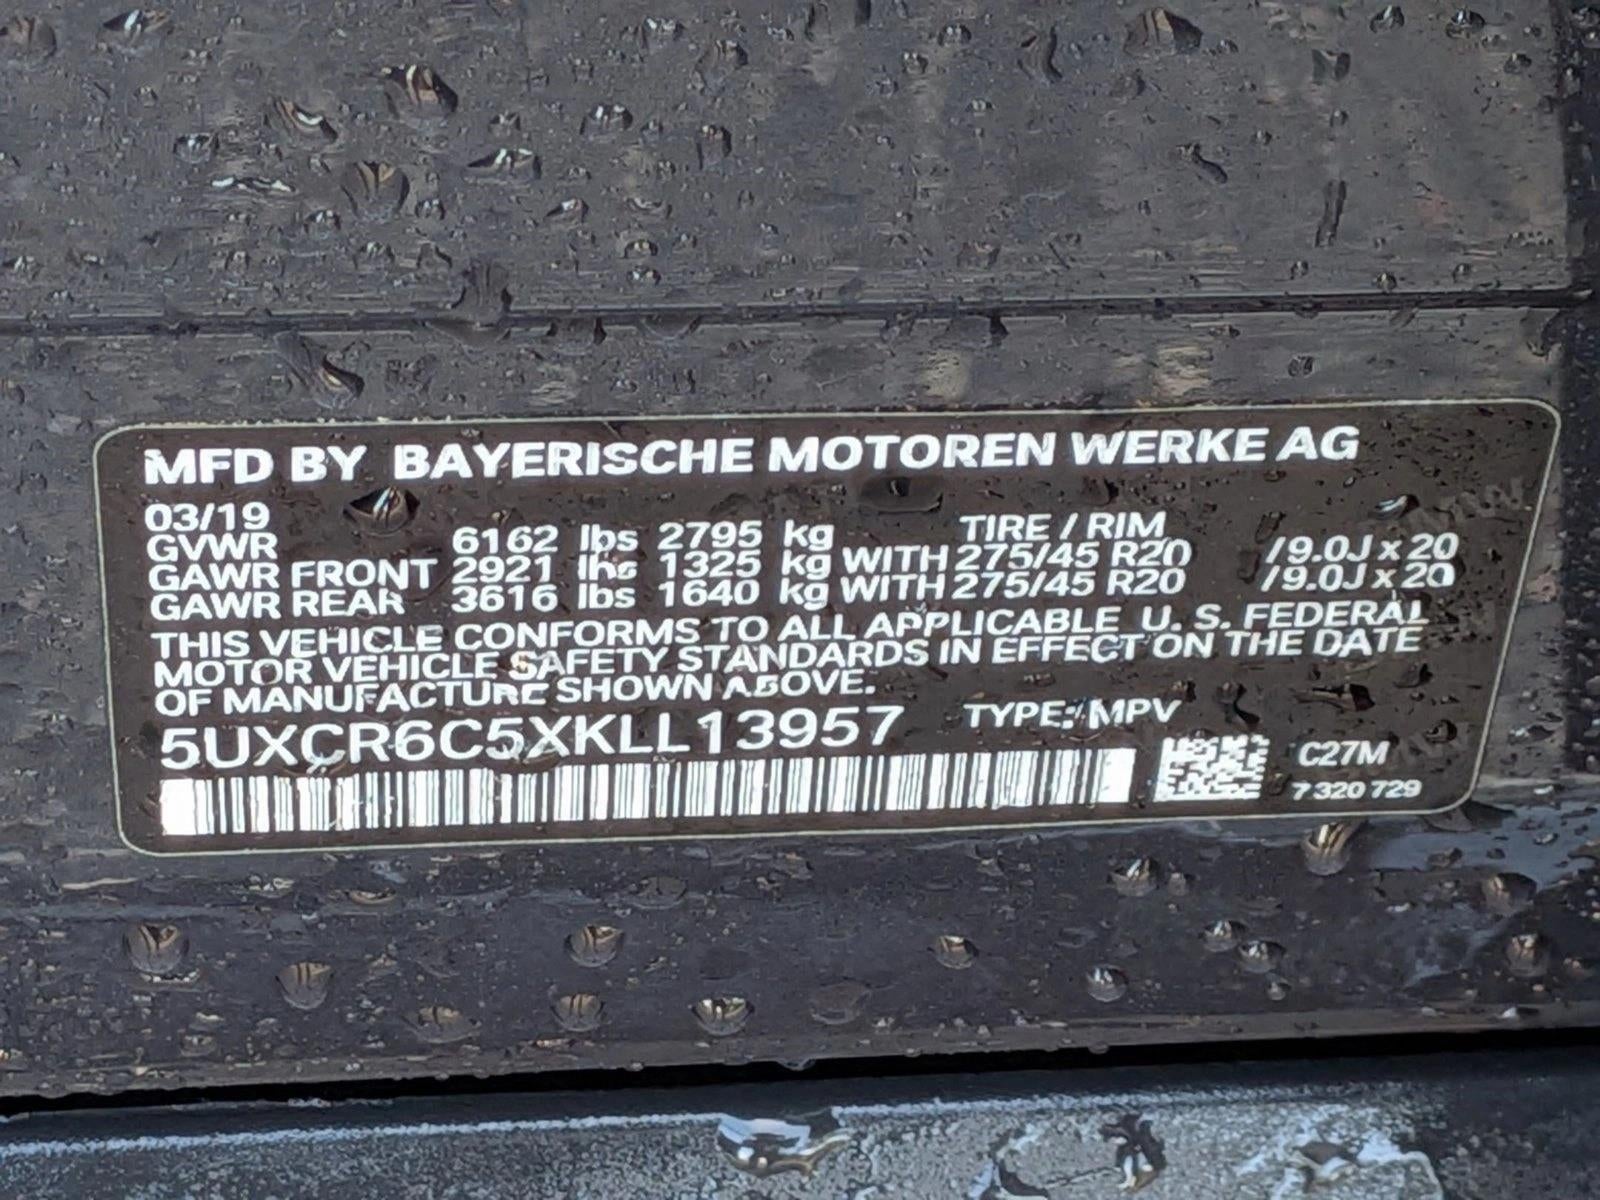 MFD BY BAYERISCHE MOTOREN WERKE AG
03/19 TIRE / RIM
GVWR 6162 lbs 2795 kg
GAWR FRONT 2921 lbs 1325 kg WITH 275/45 R20 /9.0J x 20
GAWR REAR 3616 lbs 1640 kg WITH 275/45 R20 /9.0J x 20
THIS VEHICLE CONFORMS TO ALL APPLICABLE U. S. FEDERAL
MOTOR VEHICLE SAFETY STANDARDS IN EFFECT ON THE DATE
OF MANUFACTURE SHOWN ABOVE.
5UXCR6C5XKLL13957 TYPE: MPV
C27M
7 320 729